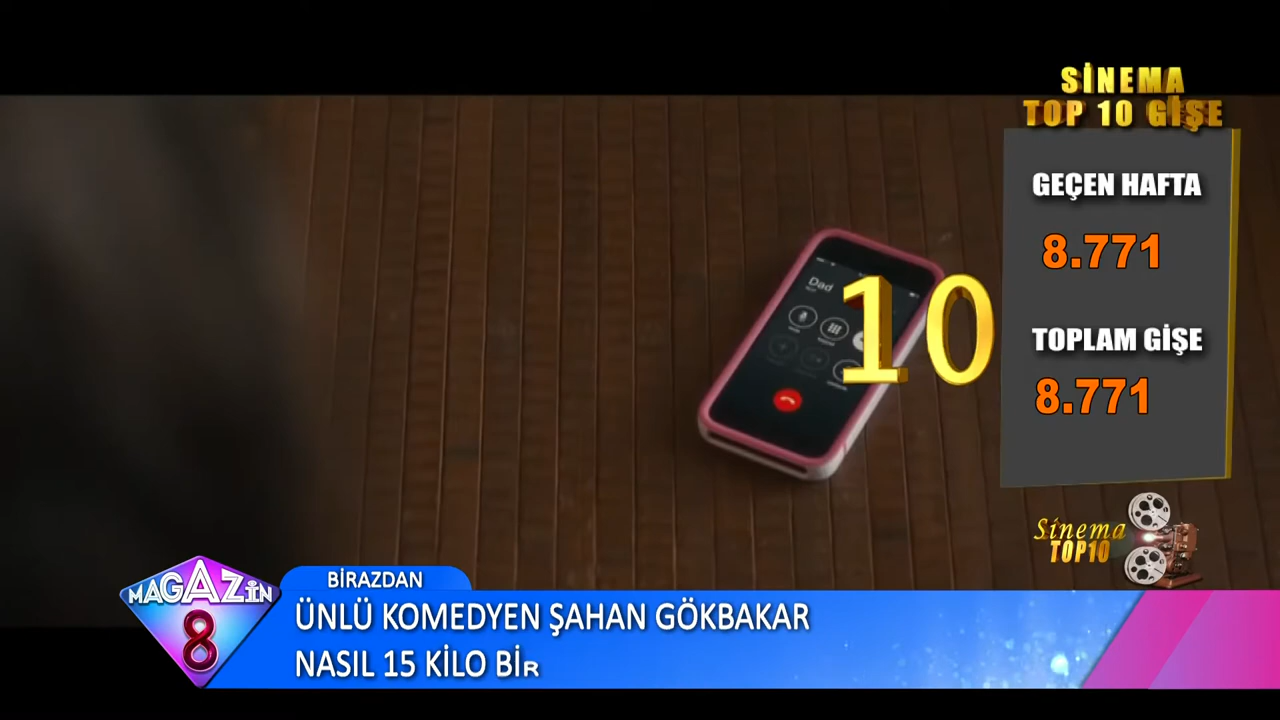 SİNEMA
TOP 10 GİŞE
GEÇEN HAFTA
8.771
TOPLAM GİŞE
8.771
10
Dad
Sinema
TOP10
MAGAZİN
8
BİRAZDAN
ÜNLÜ KOMEDYEN ŞAHAN GÖKBAKAR
NASIL 15 KİLO BİR